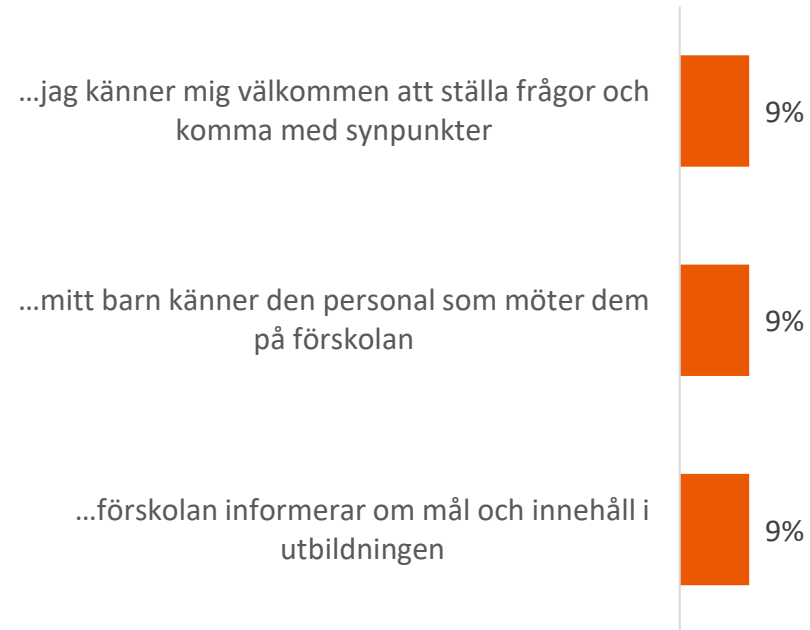 …jag känner mig välkommen att ställa frågor och
komma med synpunkter
9%
…mitt barn känner den personal som möter dem
på förskolan
9%
…förskolan informerar om mål och innehåll i
utbildningen
9%